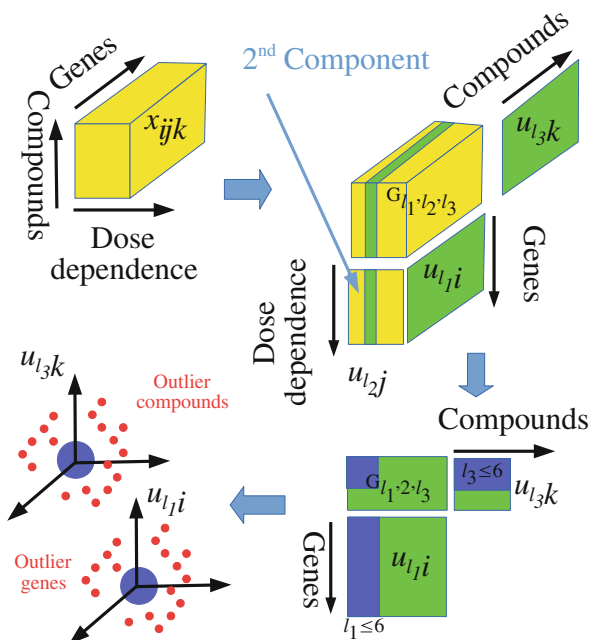 Genes
Compounds
x_ijk
Dose
dependence
2nd Component
Compounds
u_l3k
G_l1,l2,l3
u_l1i
Genes
Dose
dependence
u_l2j
u_l3k
Outlier
compounds
u_l1i
Outlier
genes
Compounds
G_l1,2,l3
l3≤6
u_l3k
Genes
u_l1i
l1≤6